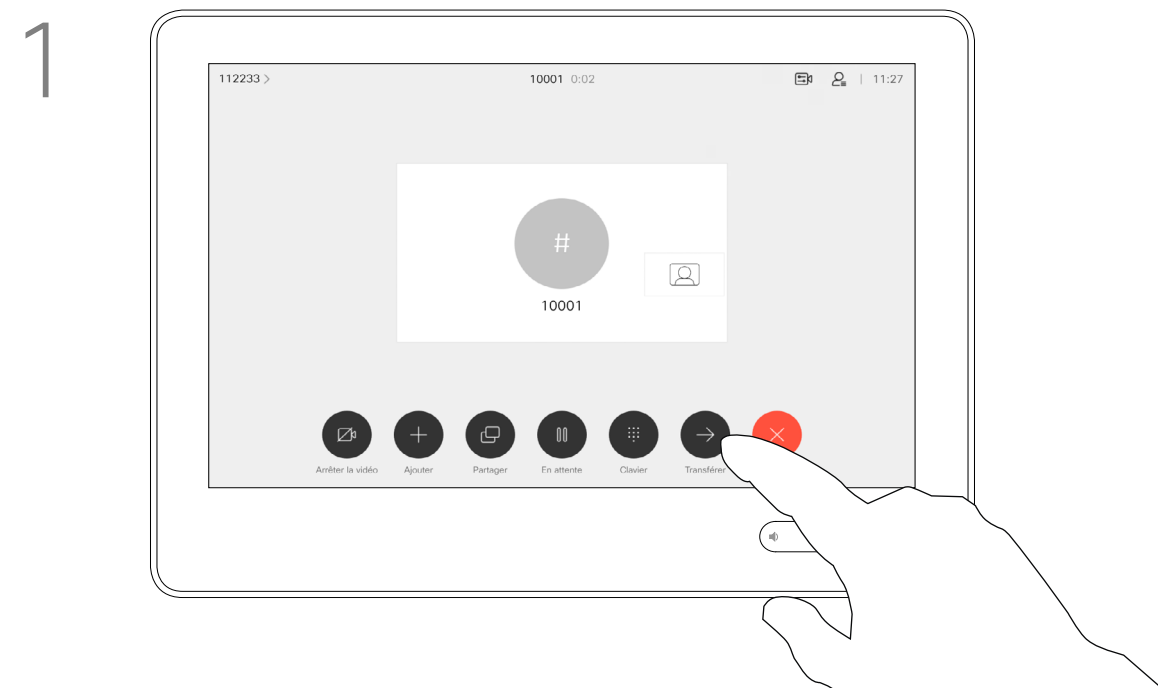 1
112233 >
10001 0:02
11:27
#
10001
Arrêter la vidéo
Ajouter
Partager
En attente
Clavier
Transférer